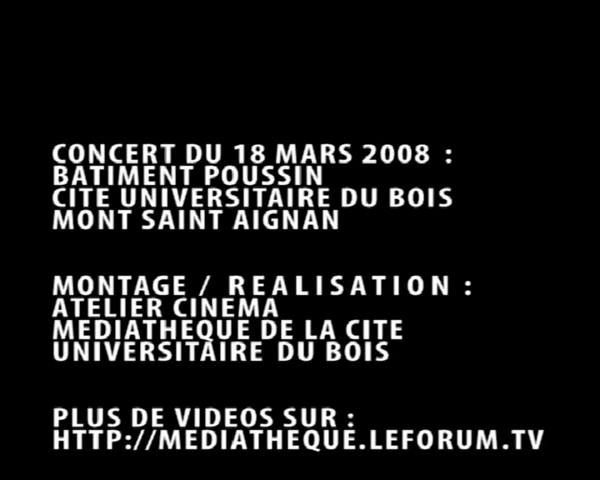 CONCERT DU 18 MARS 2008 :
BATIMENT POUSSIN
CITE UNIVERSITAIRE DU BOIS
MONT SAINT AIGNAN
MONTAGE / REALISATION :
ATELIER CINEMA
MEDIATHEQUE DE LA CITE
UNIVERSITAIRE DU BOIS
PLUS DE VIDEOS SUR :
HTTP://MEDIATHEQUE.LEFORUM.TV